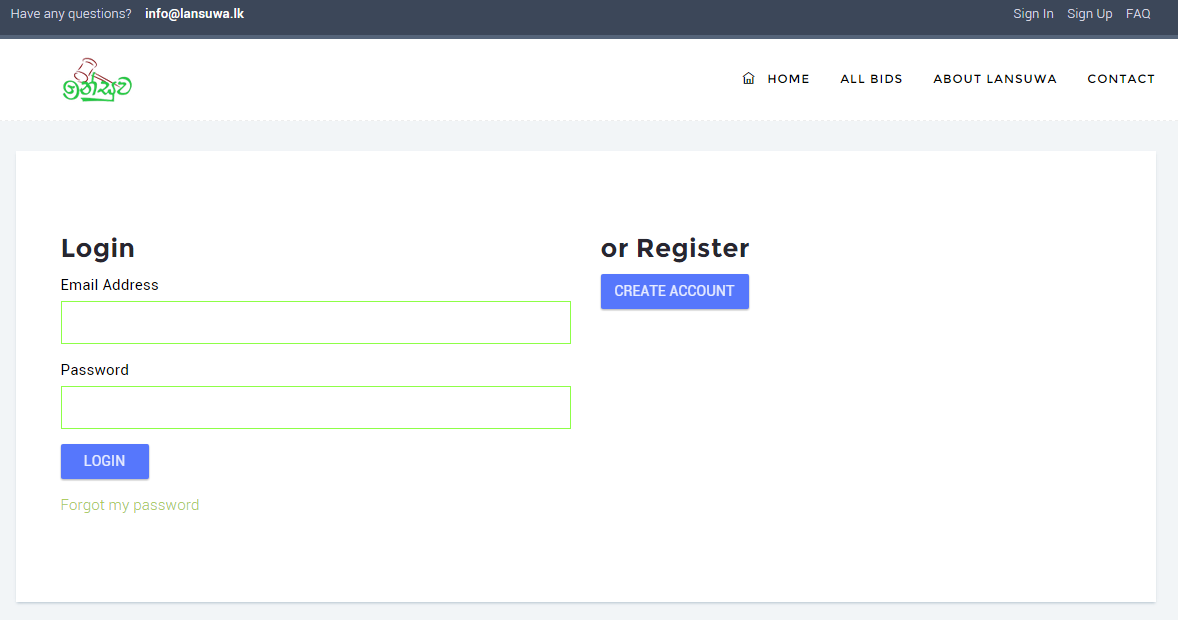 Have any questions? info@lansuwa.lk Sign In Sign Up FAQ
ලන්සුව
HOME ALL BIDS ABOUT LANSUWA CONTACT
Login
Email Address
Password
LOGIN
Forgot my password
or Register
CREATE ACCOUNT